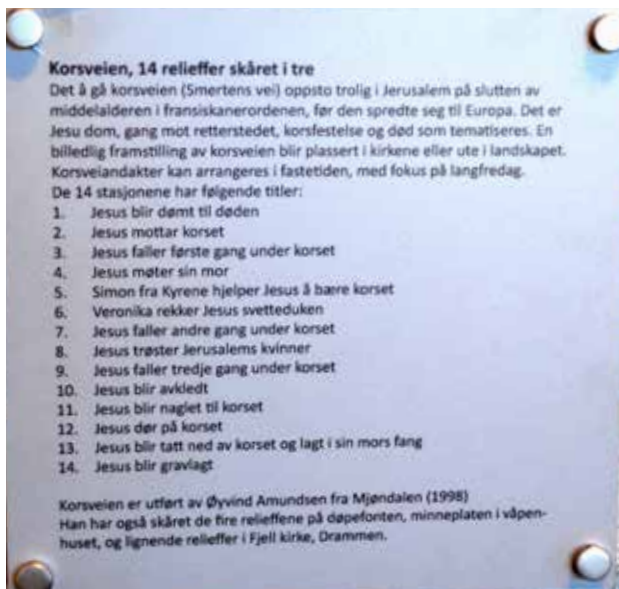 Korsveien, 14 relieffer skåret i tre
Det å gå korsveien (Smertens vei) oppsto trolig i Jerusalem på slutten av
middelalderen i fransiskanerordenen, før den spredte seg til Europa. Det er
Jesu dom, gang mot retterstedet, korsfestelse og død som tematiseres. En
billedlig framstilling av korsveien blir plassert i kirkene eller ute i landskapet.
Korsveiandakter kan arrangeres i fastetiden, med fokus på langfredag.
De 14 stasjonene har følgende titler:
1. Jesus blir dømt til døden
2. Jesus mottar korset
3. Jesus faller første gang under korset
4. Jesus møter sin mor
5. Simon fra Kyrene hjelper Jesus å bære korset
6. Veronika rekker Jesus svetteduken
7. Jesus faller andre gang under korset
8. Jesus trøster Jerusalems kvinner
9. Jesus faller tredje gang under korset
10. Jesus blir avkledt
11. Jesus blir naglet til korset
12. Jesus dør på korset
13. Jesus blir tatt ned av korset og lagt i sin mors fang
14. Jesus blir gravlagt
Korsveien er utført av Øyvind Amundsen fra Mjøndalen (1998)
Han har også skåret de fire relieffene på døpefonten, minneplaten i våpen-
huset, og lignende relieffer i Fjell kirke, Drammen.